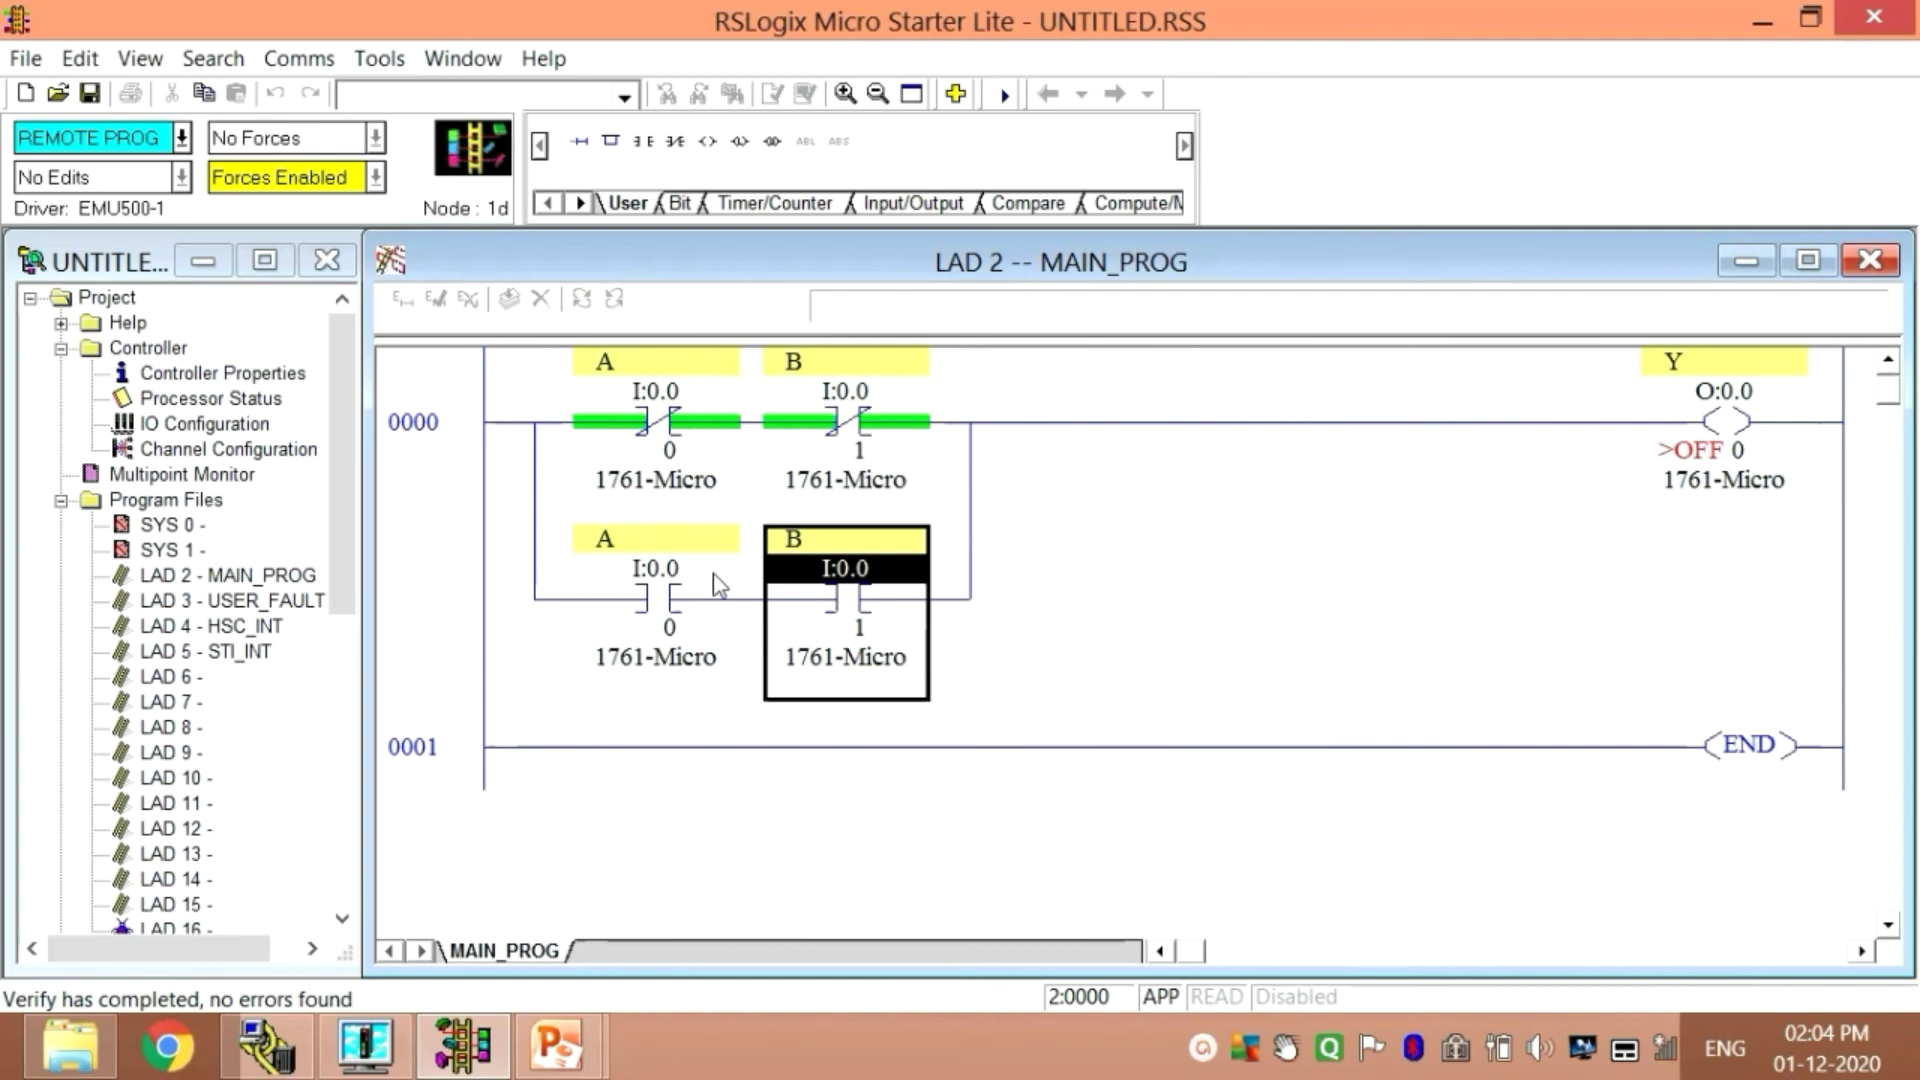 RSLogix Micro Starter Lite - UNTITLED.RSS
File Edit View Search Comms Tools Window Help
REMOTE PROG
No Forces
No Edits
Forces Enabled
Driver: EMU500-1
Node : 1d
ABL ABS
User Bit Timer/Counter Input/Output Compare Compute/M
UNTITLE...
LAD 2 -- MAIN_PROG
Project
Help
Controller
Controller Properties
Processor Status
IO Configuration
Channel Configuration
Multipoint Monitor
Program Files
SYS 0 -
SYS 1 -
LAD 2 - MAIN_PROG
LAD 3 - USER_FAULT
LAD 4 - HSC_INT
LAD 5 - STI_INT
LAD 6 -
LAD 7 -
LAD 8 -
LAD 9 -
LAD 10 -
LAD 11 -
LAD 12 -
LAD 13 -
LAD 14 -
LAD 15 -
LAD 16 -
A B Y
I:0.0 I:0.0 O:0.0
0000
0 1 >OFF 0
1761-Micro 1761-Micro 1761-Micro
A B
I:0.0 I:0.0
0 1
1761-Micro 1761-Micro
0001 END
MAIN_PROG
Verify has completed, no errors found
2:0000 APP READ Disabled
ENG
02:04 PM
01-12-2020